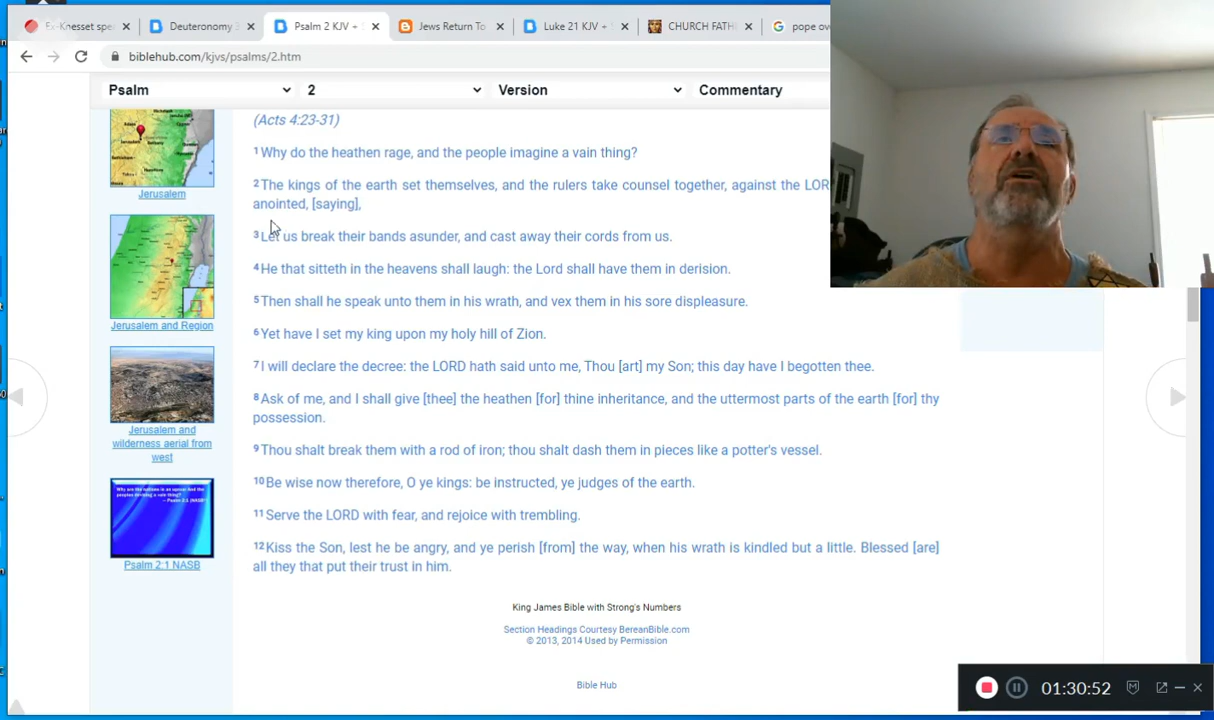 Ex-Knesset spe
Deuteronomy 3
Psalm 2 KJV +
Jews Return To
Luke 21 KJV +
CHURCH FATH
pope ov
biblehub.com/kjvs/psalms/2.htm
Psalm
2
Version
Commentary
(Acts 4:23-31)
1 Why do the heathen rage, and the people imagine a vain thing?
2 The kings of the earth set themselves, and the rulers take counsel together, against the LOR
anointed, [saying],
3 Let us break their bands asunder, and cast away their cords from us.
4 He that sitteth in the heavens shall laugh: the Lord shall have them in derision.
5 Then shall he speak unto them in his wrath, and vex them in his sore displeasure.
6 Yet have I set my king upon my holy hill of Zion.
7 I will declare the decree: the LORD hath said unto me, Thou [art] my Son; this day have I begotten thee.
8 Ask of me, and I shall give [thee] the heathen [for] thine inheritance, and the uttermost parts of the earth [for] thy
possession.
9 Thou shalt break them with a rod of iron; thou shalt dash them in pieces like a potter's vessel.
10 Be wise now therefore, O ye kings: be instructed, ye judges of the earth.
11 Serve the LORD with fear, and rejoice with trembling.
12 Kiss the Son, lest he be angry, and ye perish [from] the way, when his wrath is kindled but a little. Blessed [are]
all they that put their trust in him.
Jerusalem
Jerusalem and Region
Jerusalem and
wilderness aerial from
west
Psalm 2:1 NASB
King James Bible with Strong's Numbers
Section Headings Courtesy BereanBible.com
© 2013, 2014 Used by Permission
Bible Hub
01:30:52